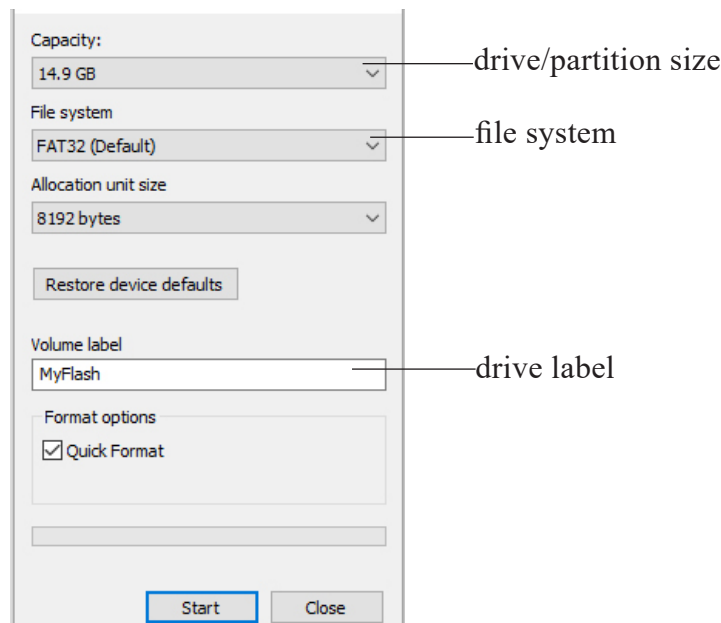 Capacity:
14.9 GB
drive/partition size
File system
FAT32 (Default)
file system
Allocation unit size
8192 bytes
Restore device defaults
Volume label
MyFlash
drive label
Format options
Quick Format
Start
Close